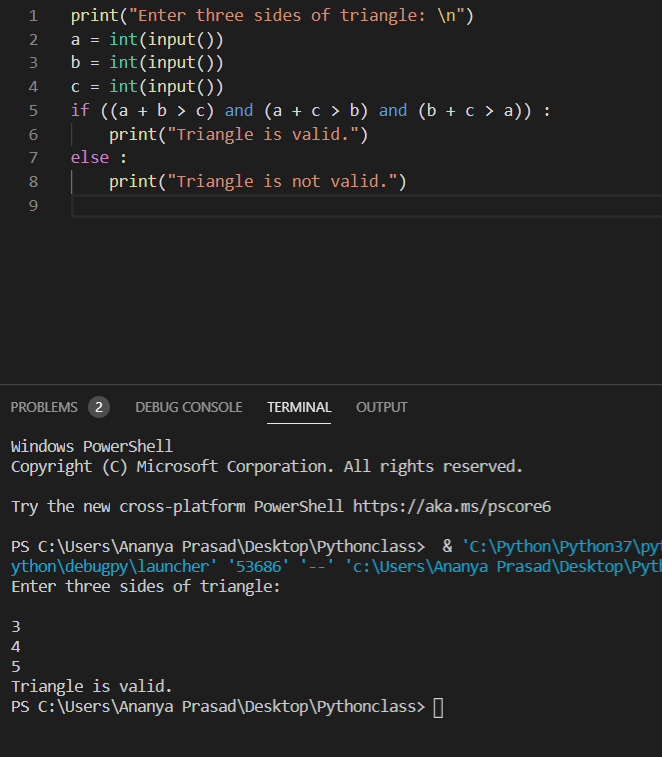 1 print("Enter three sides of triangle: \n")
2 a = int(input())
3 b = int(input())
4 c = int(input())
5 if ((a + b > c) and (a + c > b) and (b + c > a)) :
6     print("Triangle is valid.")
7 else :
8     print("Triangle is not valid.")
9
PROBLEMS 2 DEBUG CONSOLE TERMINAL OUTPUT
Windows PowerShell
Copyright (C) Microsoft Corporation. All rights reserved.
Try the new cross-platform PowerShell https://aka.ms/pscore6
PS C:\Users\Ananya Prasad\Desktop\Pythonclass>  & 'C:\Python\Python37\pyt
ython\debugpy\launcher' '53686' '--' 'c:\Users\Ananya Prasad\Desktop\Pyth
Enter three sides of triangle:
3
4
5
Triangle is valid.
PS C:\Users\Ananya Prasad\Desktop\Pythonclass>